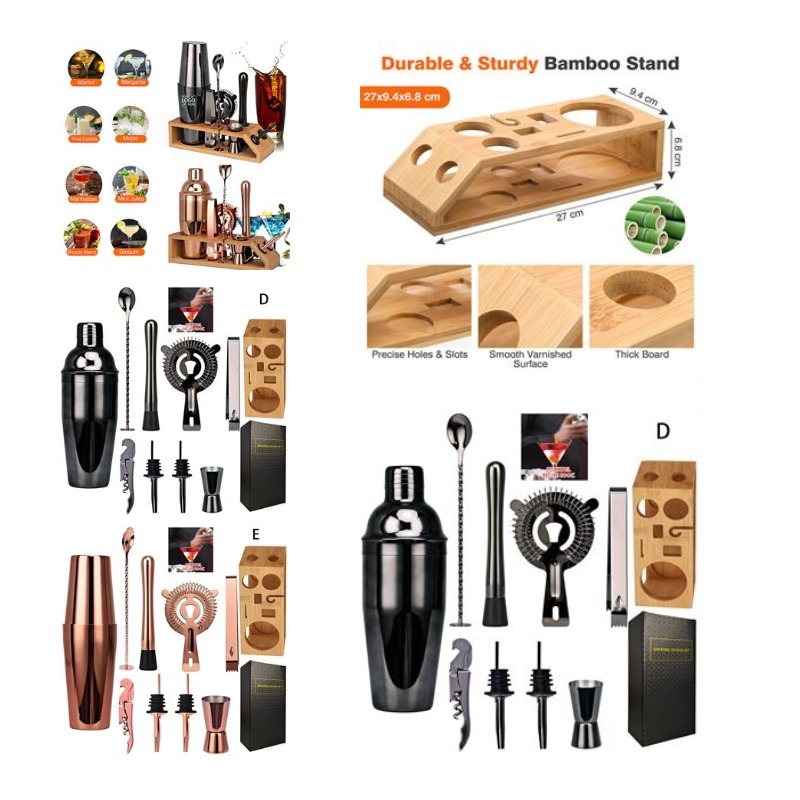 Martini
Margarita
Pina Colada
Mojito
Manhattan
Mint Julep
Bloody Mary
Daiquiri
LOGO
Durable & Sturdy Bamboo Stand
27x9.4x6.8 cm
9.4 cm
6.8 cm
27 cm
Precise Holes & Slots
Smooth Varnished
Surface
Thick Board
D
E
D